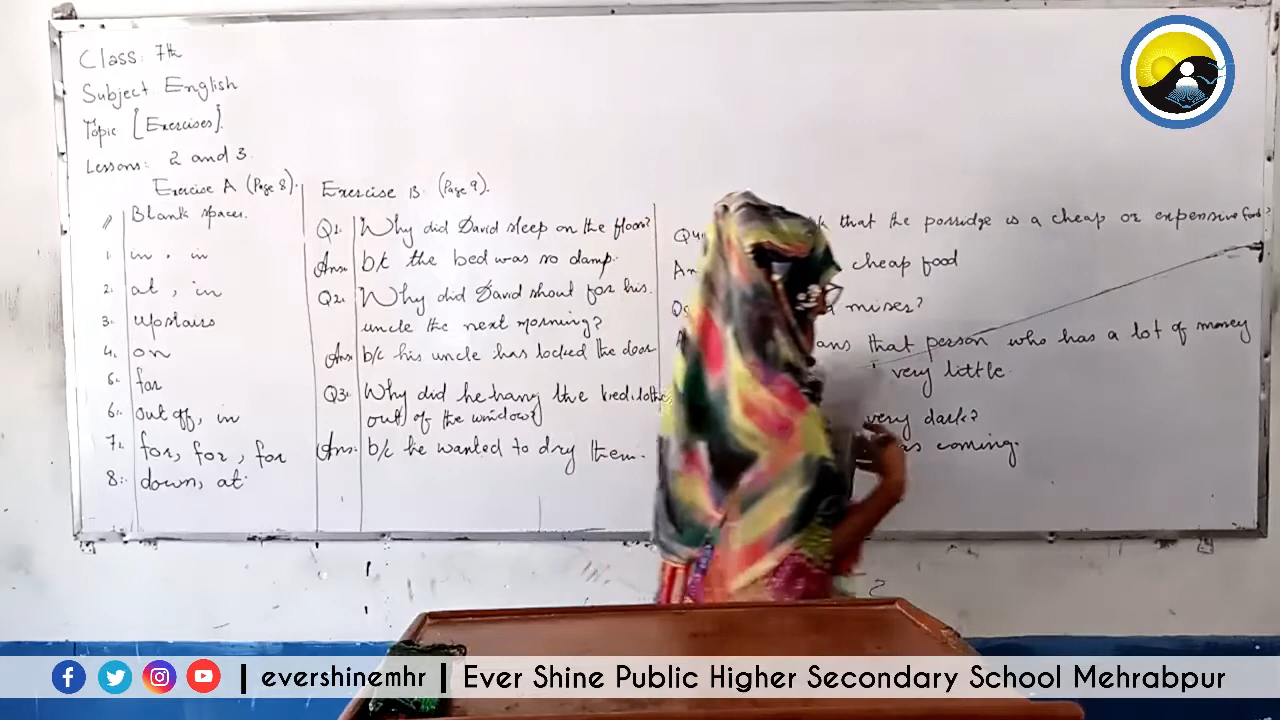 Class: 7th
Subject English
Topic [Exercises].
Lessons: 2 and 3.
Exercise A (Page 8).
Blank spaces.
1. in, in
2. at, in
3. upstairs
4. on
5. for
6. out off, in
7. for, for, for
8. down, at
Exercise B. (Page 9).
Q1. Why did David sleep on the floor?
Ans: b/c the bed was so damp.
Q2. Why did David shout for his
uncle the next morning?
Ans b/c his uncle has locked the door
Q3. Why did he hang the
out of the window?
Ans: b/c he wanted to dry them.
Q4 that the porridge is a cheap or expensive food?
cheap food
miser?
that person who has a lot of money
very little.
very dark?
coming.
evershinemhr | Ever Shine Public Higher Secondary School Mehrabpur